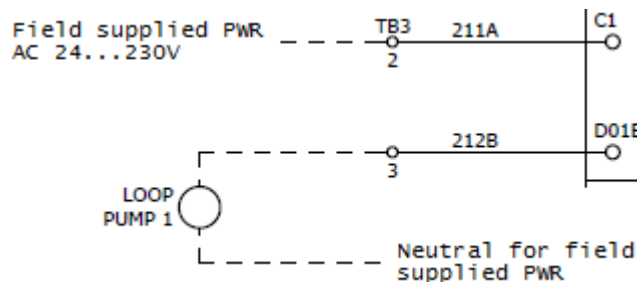 Field supplied PWR
AC 24...230V
TB3
2
211A
C1
3
212B
LOOP
PUMP 1
Neutral for field
supplied PWR